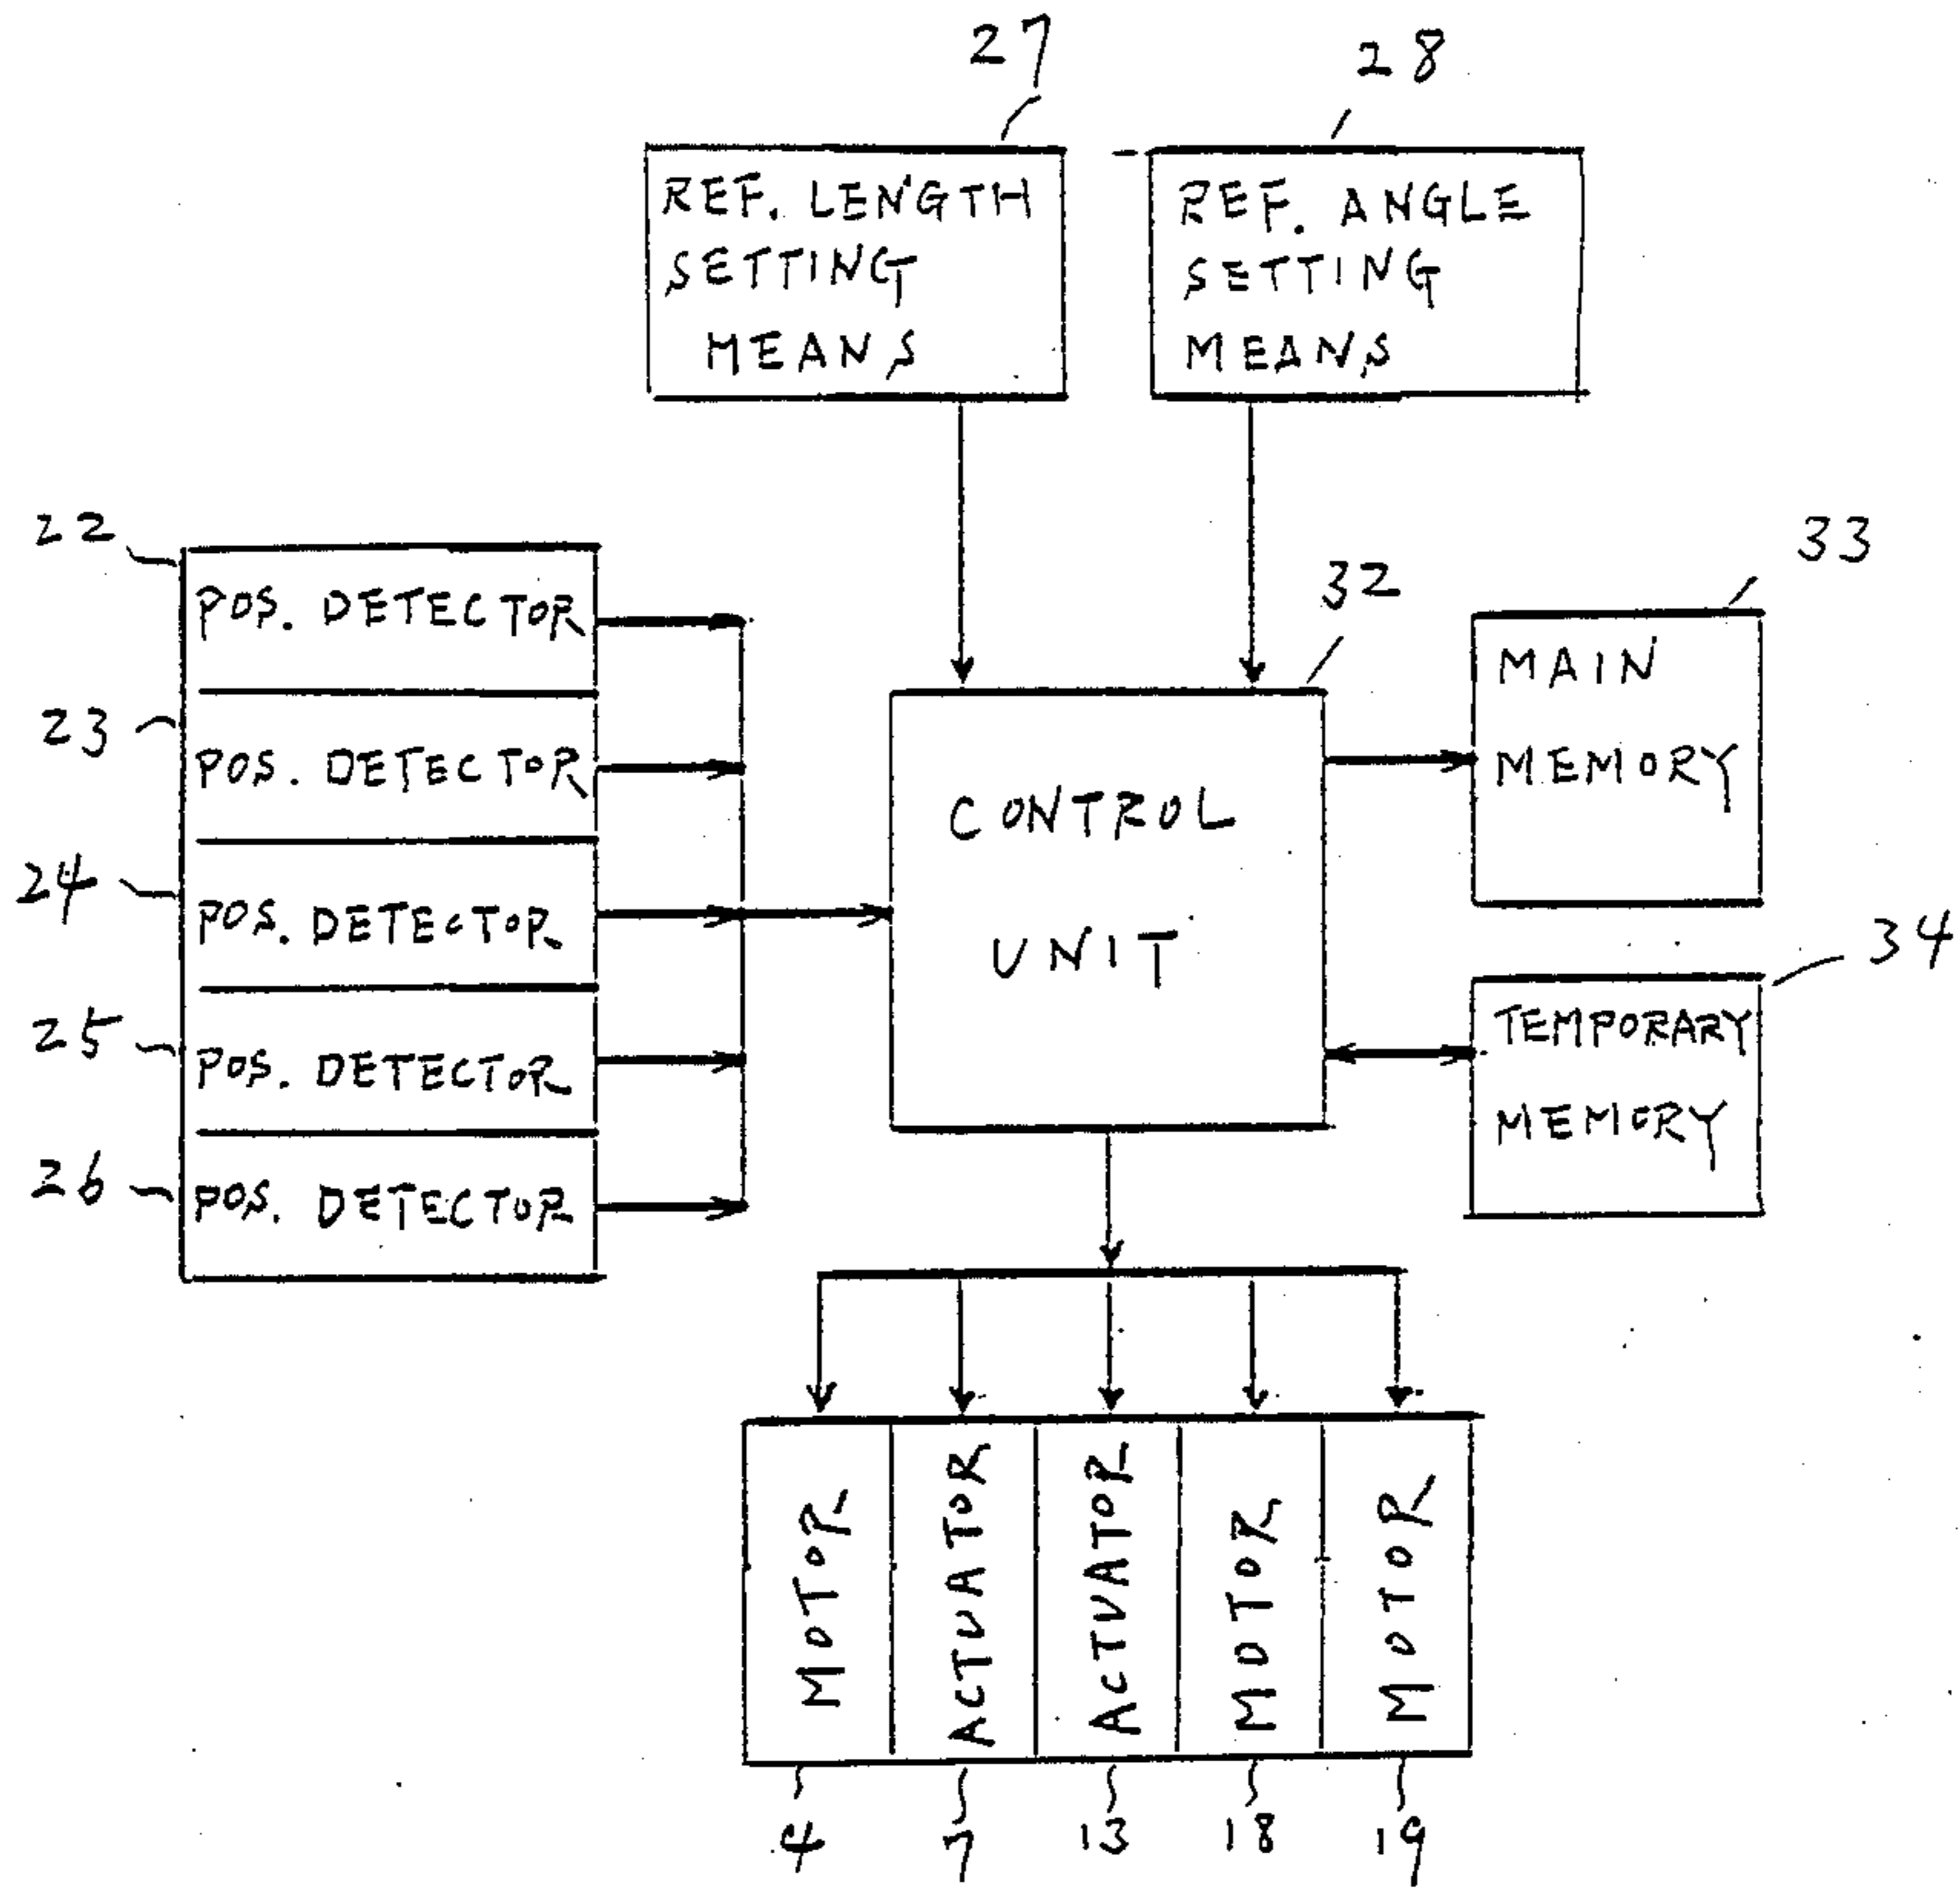 27
28
REF. LENGTH
SETTING
MEANS
REF. ANGLE
SETTING
MEANS
22
POS. DETECTOR
23
POS. DETECTOR
24
POS. DETECTOR
25
POS. DETECTOR
26
POS. DETECTOR
32
CONTROL
UNIT
33
MAIN
MEMORY
34
TEMPORARY
MEMORY
MOTOR
ACTUATOR
ACTUATOR
MOTOR
MOTOR
4
7
13
18
19